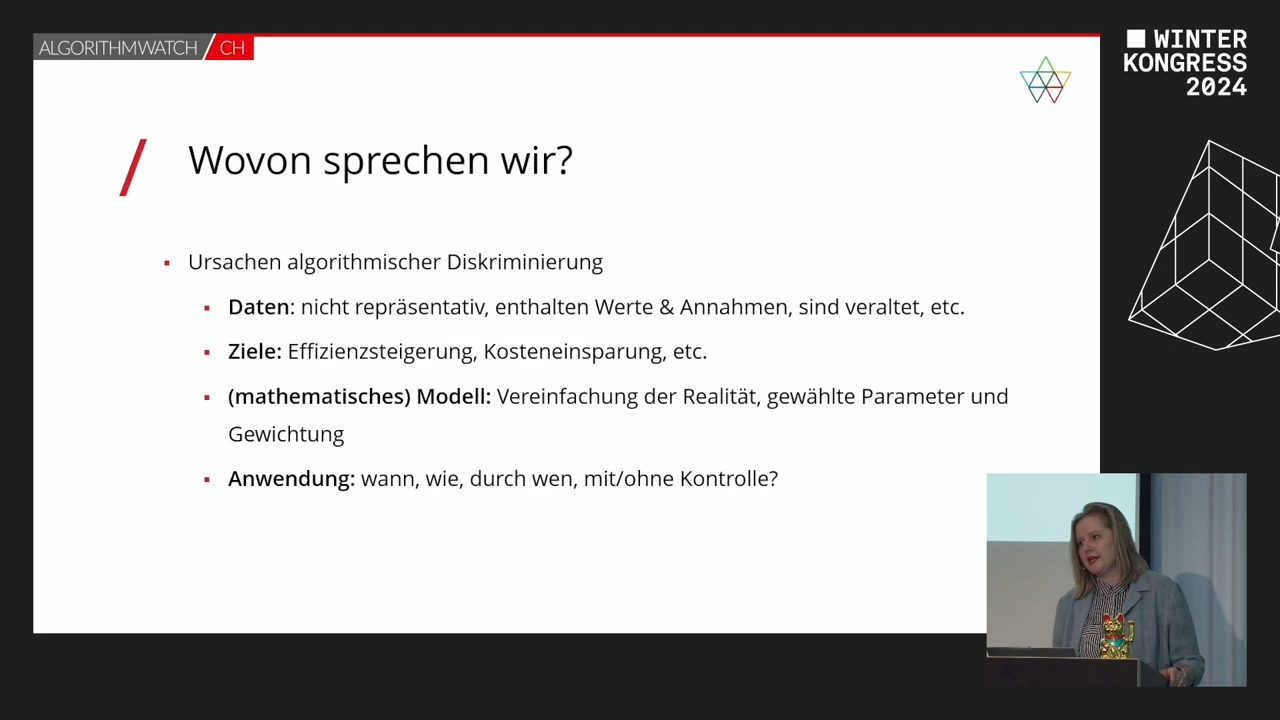 ALGORITHMWATCH / CH
WINTER
KONGRESS
2024
/ Wovon sprechen wir?
▪ Ursachen algorithmischer Diskriminierung
▪ Daten: nicht repräsentativ, enthalten Werte & Annahmen, sind veraltet, etc.
▪ Ziele: Effizienzsteigerung, Kosteneinsparung, etc.
▪ (mathematisches) Modell: Vereinfachung der Realität, gewählte Parameter und
Gewichtung
▪ Anwendung: wann, wie, durch wen, mit/ohne Kontrolle?